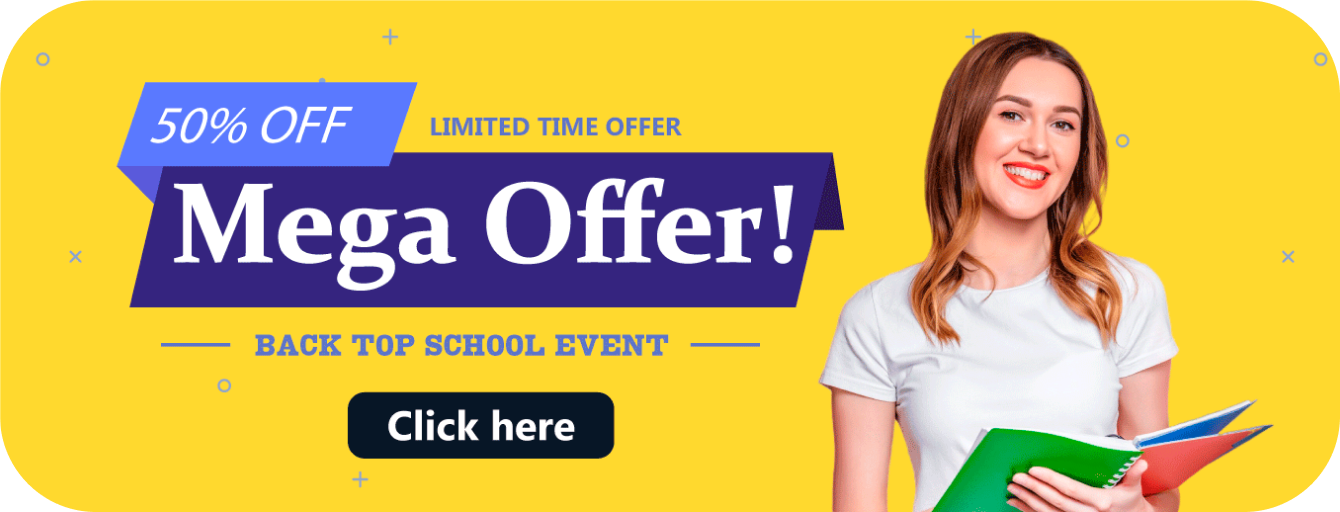 50% OFF
LIMITED TIME OFFER
Mega Offer!
BACK TOP SCHOOL EVENT
Click here